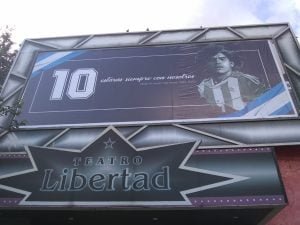 10 estarás siempre con nosotros
TEATRO
Libertad